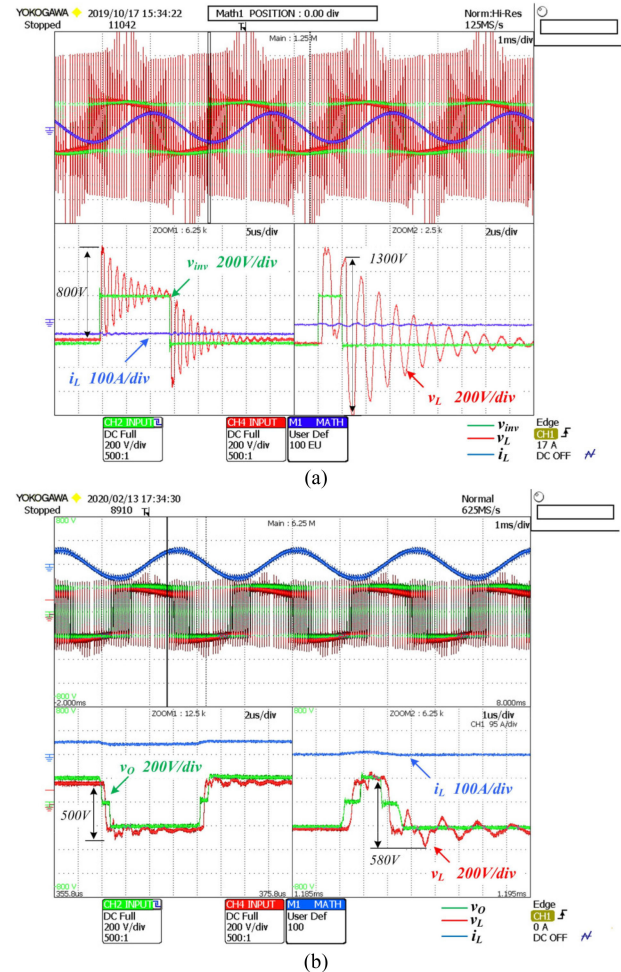 YOKOGAWA 2019/10/17 15:34:22 Math1 POSITION : 0.00 div Norm:Hi-Res
Stopped 11042 125MS/s
Main : 1.25 M 1ms/div
ZOOM1 : 6.25 k 5us/div ZOOM2 : 2.5 k 2us/div
vinv 200V/div
1300V
800V
iL 100A/div
vL 200V/div
CH2 INPUT
DC Full
200 V/div
500:1
CH4 INPUT
DC Full
200 V/div
500:1
M1 MATH
User Def
100 EU
vinv
vL
iL
Edge
CH1
17 A
DC OFF
(a)
YOKOGAWA 2020/02/13 17:34:30 Normal
Stopped 8910 625MS/s
800 V Main : 6.25 M 1ms/div
-800 V
-2.000ms 8.000ms
800 V ZOOM1 : 12.5 k 2us/div 800 V ZOOM2 : 6.25 k 1us/div
CH1 95 A/div
vO 200V/div
iL 100A/div
500V
580V
vL 200V/div
-800 V
355.8us 375.8us 1.185ms 1.195ms
CH2 INPUT
DC Full
200 V/div
500:1
CH4 INPUT
DC Full
200 V/div
500:1
M1 MATH
User Def
100
vO
vL
iL
Edge
CH1
0 A
DC OFF
(b)